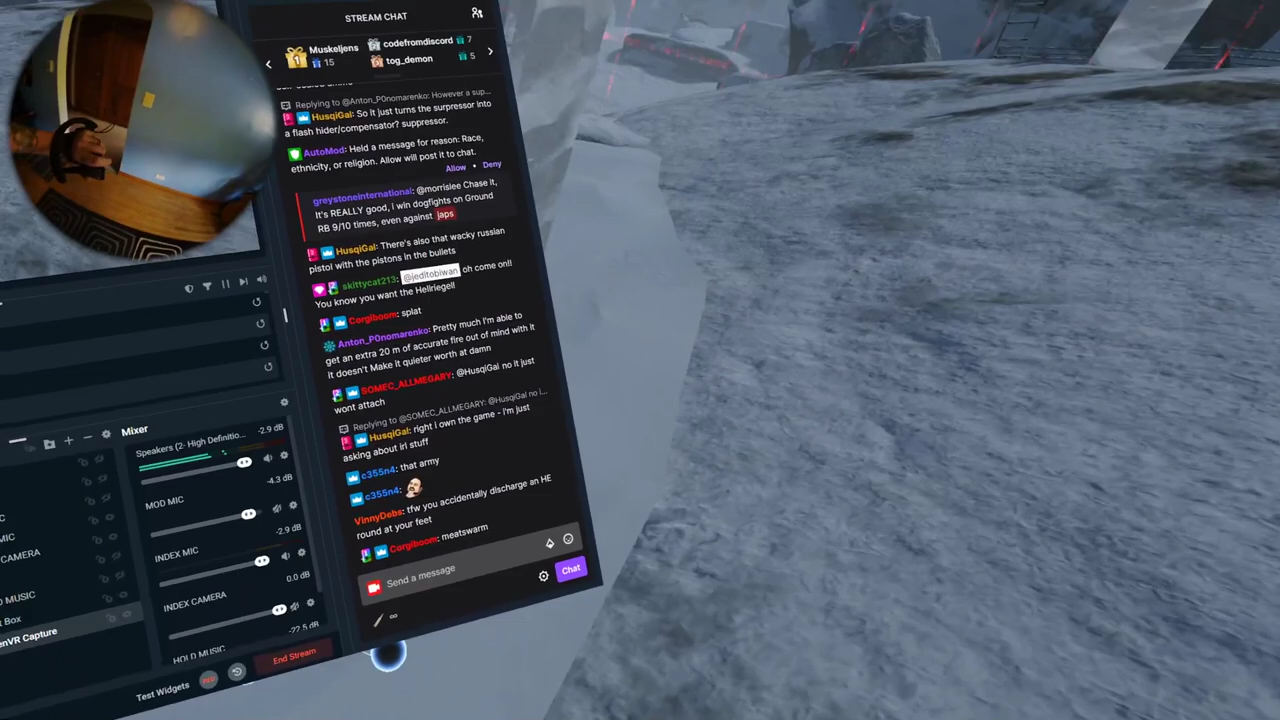 STREAM CHAT
Muskeljens
15
codefromdiscord 7
tog_demon 5
Replying to @Anton_P0nomarenko: However a sup...
HusqiGal: So it just turns the surpressor into
a flash hider/compensator? suppressor.
AutoMod: Held a message for reason: Race,
ethnicity, or religion. Allow will post it to chat.
Allow • Deny
greystoneinternational: @morrislee Chase it,
It's REALLY good, i win dogfights on Ground
RB 9/10 times, even against japs
HusqiGal: There's also that wacky russian
pistol with the pistons in the bullets
skittycat213: @jeditobiwan oh come on!!
You know you want the Hellriegel!
Corgiboom: splat
Anton_P0nomarenko: Pretty much I'm able to
get an extra 20 m of accurate fire out of mind with it
it doesn't Make it quieter worth at damn
SOMEC_ALLMEGARY: @HusqiGal no it just
wont attach
Replying to @SOMEC_ALLMEGARY: @HusqiGal no i...
HusqiGal: right i own the game - I'm just
asking about irl stuff
c355n4: that army
c355n4:
VinnyDebs: tfw you accidentally discharge an HE
round at your feet
Corgiboom: meatswarm
Send a message
Chat
Mixer
Speakers (2- High Definitio... -2.9 dB
-4.3 dB
MOD MIC
-2.9 dB
INDEX MIC
0.0 dB
INDEX CAMERA
-22.5 dB
HOLD MUSIC
C
MIC
CAMERA
D MUSIC
t Box
enVR Capture
Test Widgets
End Stream